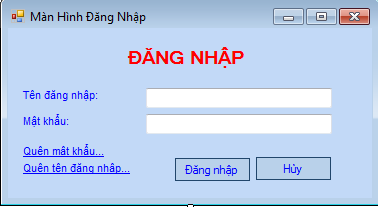 Màn Hình Đăng Nhập
ĐĂNG NHẬP
Tên đăng nhập:
Mật khẩu:
Quên mật khẩu...
Quên tên đăng nhập...
Đăng nhập
Hủy